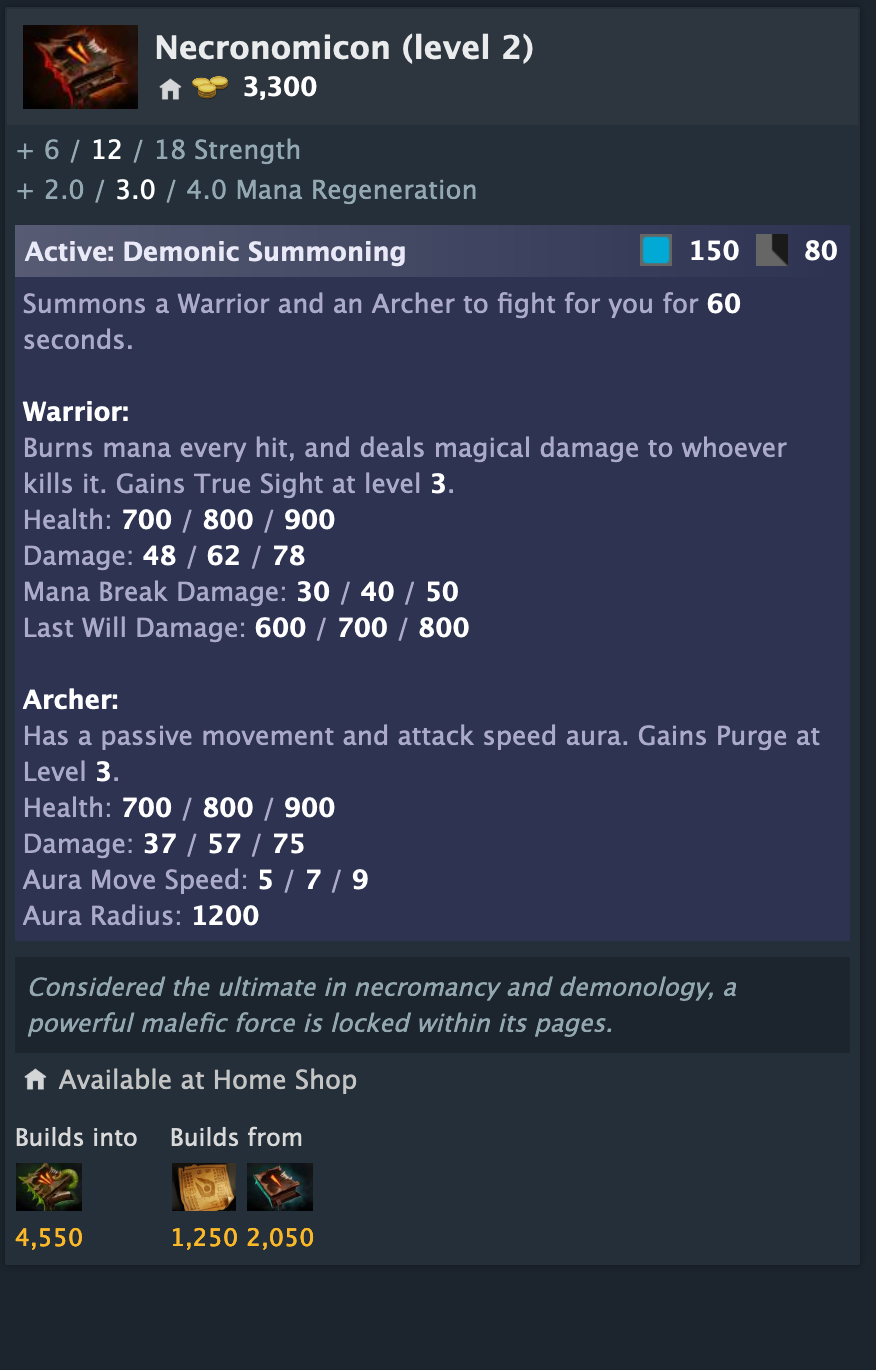 Necronomicon (level 2)
3,300
+ 6 / 12 / 18 Strength
+ 2.0 / 3.0 / 4.0 Mana Regeneration
Active: Demonic Summoning 150 80
Summons a Warrior and an Archer to fight for you for 60
seconds.
Warrior:
Burns mana every hit, and deals magical damage to whoever
kills it. Gains True Sight at level 3.
Health: 700 / 800 / 900
Damage: 48 / 62 / 78
Mana Break Damage: 30 / 40 / 50
Last Will Damage: 600 / 700 / 800
Archer:
Has a passive movement and attack speed aura. Gains Purge at
Level 3.
Health: 700 / 800 / 900
Damage: 37 / 57 / 75
Aura Move Speed: 5 / 7 / 9
Aura Radius: 1200
Considered the ultimate in necromancy and demonology, a
powerful malefic force is locked within its pages.
Available at Home Shop
Builds into Builds from
4,550 1,250 2,050